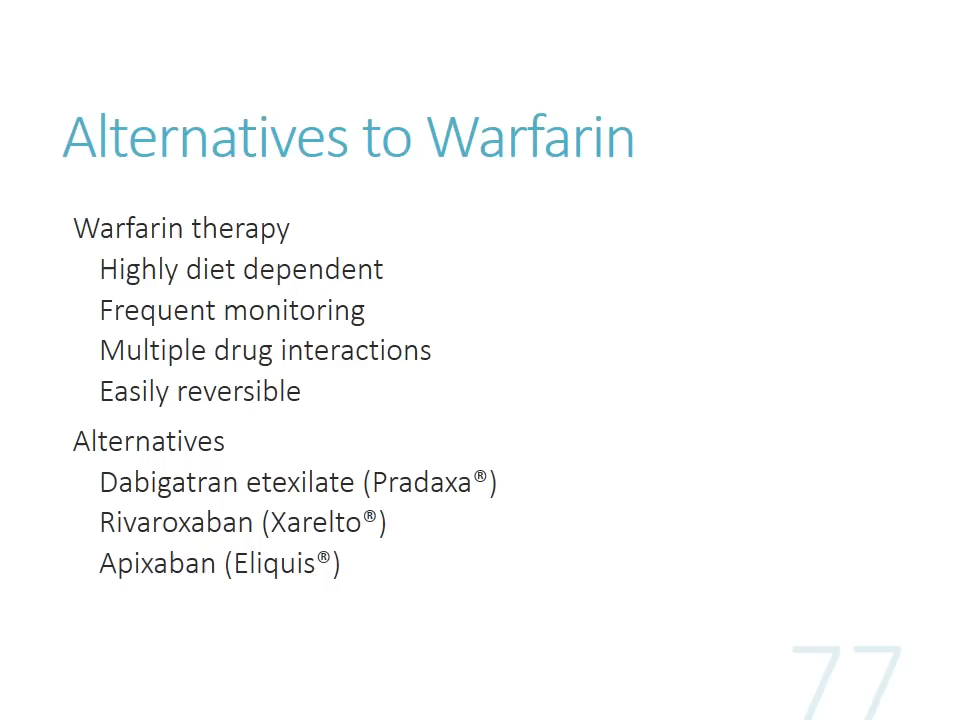 Alternatives to Warfarin
Warfarin therapy
Highly diet dependent
Frequent monitoring
Multiple drug interactions
Easily reversible
Alternatives
Dabigatran etexilate (Pradaxa®)
Rivaroxaban (Xarelto®)
Apixaban (Eliquis®)
77